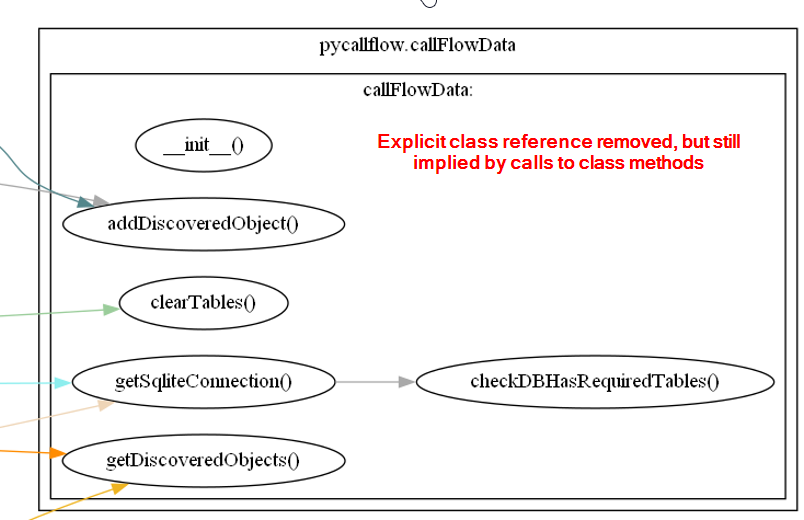 pycallflow.callFlowData
callFlowData:
__init__()
Explicit class reference removed, but still
implied by calls to class methods
addDiscoveredObject()
clearTables()
getSqliteConnection()
checkDBHasRequiredTables()
getDiscoveredObjects()